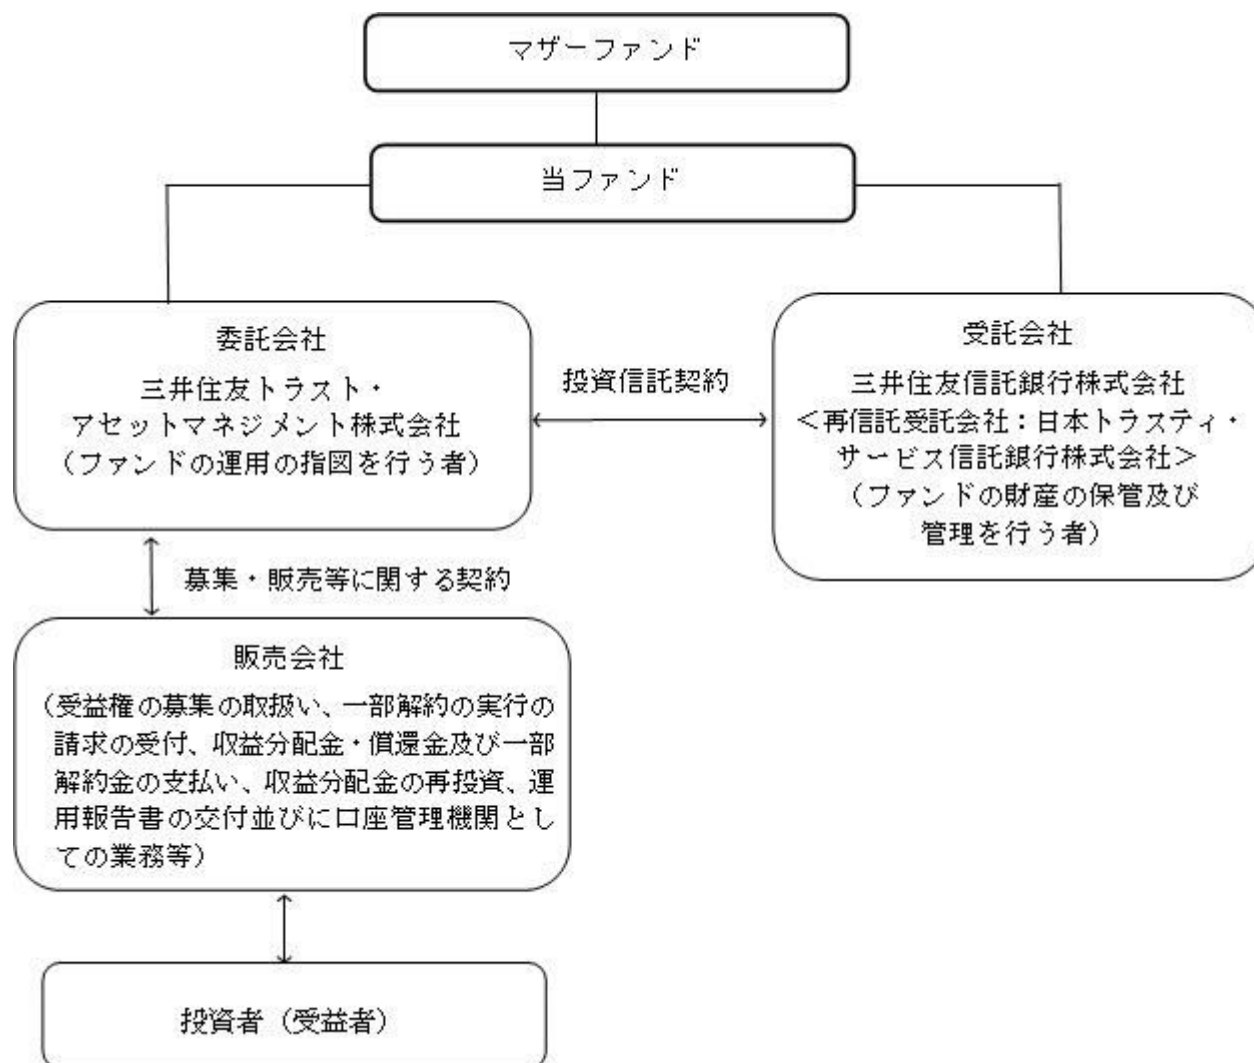 マザーファンド
当ファンド
委託会社
三井住友トラスト・
アセットマネジメント株式会社
(ファンドの運用の指図を行う者)
投資信託契約
受託会社
三井住友信託銀行株式会社
<再信託受託会社:日本トラスティ・
サービス信託銀行株式会社>
(ファンドの財産の保管及び
管理を行う者)
募集・販売等に関する契約
販売会社
(受益権の募集の取扱い、一部解約の実行の
請求の受付、収益分配金・償還金及び一部
解約金の支払い、収益分配金の再投資、運
用報告書の交付並びに口座管理機関とし
ての業務等)
投資者(受益者)